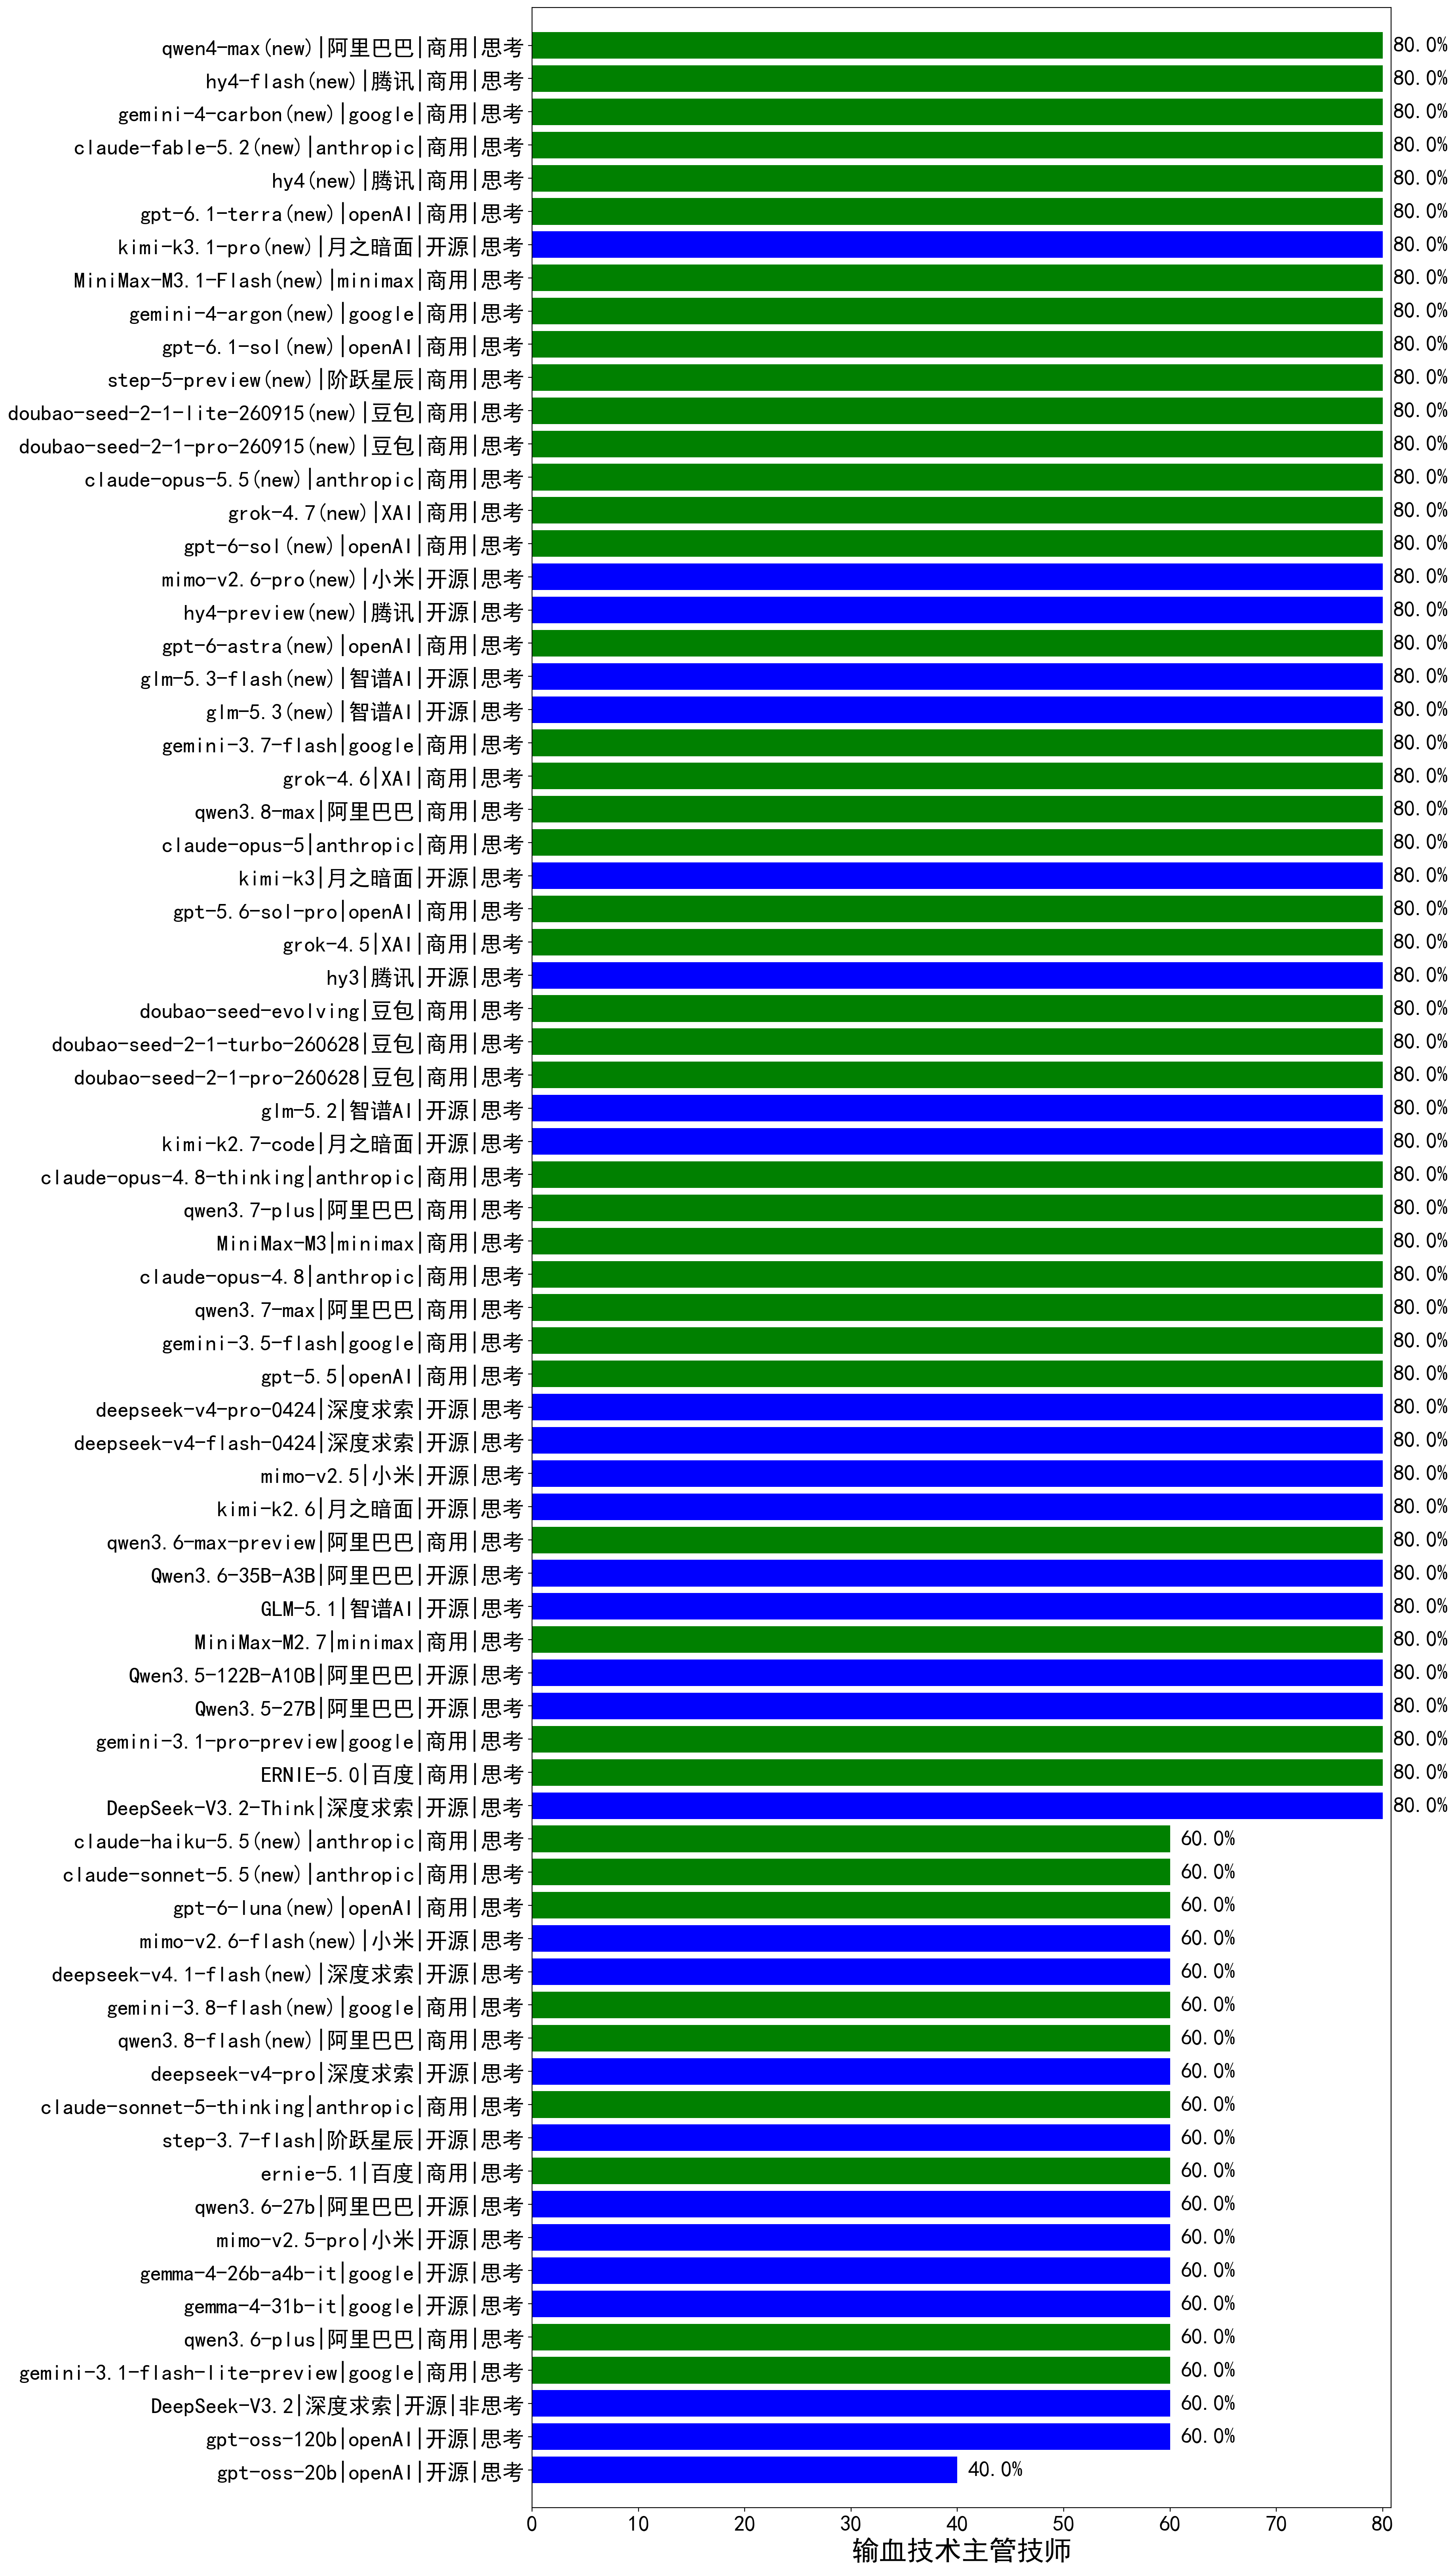 qwen4-max(new)|阿里巴巴|商用|思考 80.0%
hy4-flash(new)|腾讯|商用|思考 80.0%
gemini-4-carbon(new)|google|商用|思考 80.0%
claude-fable-5.2(new)|anthropic|商用|思考 80.0%
hy4(new)|腾讯|商用|思考 80.0%
gpt-6.1-terra(new)|openAI|商用|思考 80.0%
kimi-k3.1-pro(new)|月之暗面|开源|思考 80.0%
MiniMax-M3.1-Flash(new)|minimax|商用|思考 80.0%
gemini-4-argon(new)|google|商用|思考 80.0%
gpt-6.1-sol(new)|openAI|商用|思考 80.0%
step-5-preview(new)|阶跃星辰|商用|思考 80.0%
doubao-seed-2-1-lite-260915(new)|豆包|商用|思考 80.0%
doubao-seed-2-1-pro-260915(new)|豆包|商用|思考 80.0%
claude-opus-5.5(new)|anthropic|商用|思考 80.0%
grok-4.7(new)|XAI|商用|思考 80.0%
gpt-6-sol(new)|openAI|商用|思考 80.0%
mimo-v2.6-pro(new)|小米|开源|思考 80.0%
hy4-preview(new)|腾讯|开源|思考 80.0%
gpt-6-astra(new)|openAI|商用|思考 80.0%
glm-5.3-flash(new)|智谱AI|开源|思考 80.0%
glm-5.3(new)|智谱AI|开源|思考 80.0%
gemini-3.7-flash|google|商用|思考 80.0%
grok-4.6|XAI|商用|思考 80.0%
qwen3.8-max|阿里巴巴|商用|思考 80.0%
claude-opus-5|anthropic|商用|思考 80.0%
kimi-k3|月之暗面|开源|思考 80.0%
gpt-5.6-sol-pro|openAI|商用|思考 80.0%
grok-4.5|XAI|商用|思考 80.0%
hy3|腾讯|开源|思考 80.0%
doubao-seed-evolving|豆包|商用|思考 80.0%
doubao-seed-2-1-turbo-260628|豆包|商用|思考 80.0%
doubao-seed-2-1-pro-260628|豆包|商用|思考 80.0%
glm-5.2|智谱AI|开源|思考 80.0%
kimi-k2.7-code|月之暗面|开源|思考 80.0%
claude-opus-4.8-thinking|anthropic|商用|思考 80.0%
qwen3.7-plus|阿里巴巴|商用|思考 80.0%
MiniMax-M3|minimax|商用|思考 80.0%
claude-opus-4.8|anthropic|商用|思考 80.0%
qwen3.7-max|阿里巴巴|商用|思考 80.0%
gemini-3.5-flash|google|商用|思考 80.0%
gpt-5.5|openAI|商用|思考 80.0%
deepseek-v4-pro-0424|深度求索|开源|思考 80.0%
deepseek-v4-flash-0424|深度求索|开源|思考 80.0%
mimo-v2.5|小米|开源|思考 80.0%
kimi-k2.6|月之暗面|开源|思考 80.0%
qwen3.6-max-preview|阿里巴巴|商用|思考 80.0%
Qwen3.6-35B-A3B|阿里巴巴|开源|思考 80.0%
GLM-5.1|智谱AI|开源|思考 80.0%
MiniMax-M2.7|minimax|商用|思考 80.0%
Qwen3.5-122B-A10B|阿里巴巴|开源|思考 80.0%
Qwen3.5-27B|阿里巴巴|开源|思考 80.0%
gemini-3.1-pro-preview|google|商用|思考 80.0%
ERNIE-5.0|百度|商用|思考 80.0%
DeepSeek-V3.2-Think|深度求索|开源|思考 80.0%
claude-haiku-5.5(new)|anthropic|商用|思考 60.0%
claude-sonnet-5.5(new)|anthropic|商用|思考 60.0%
gpt-6-luna(new)|openAI|商用|思考 60.0%
mimo-v2.6-flash(new)|小米|开源|思考 60.0%
deepseek-v4.1-flash(new)|深度求索|开源|思考 60.0%
gemini-3.8-flash(new)|google|商用|思考 60.0%
qwen3.8-flash(new)|阿里巴巴|商用|思考 60.0%
deepseek-v4-pro|深度求索|开源|思考 60.0%
claude-sonnet-5-thinking|anthropic|商用|思考 60.0%
step-3.7-flash|阶跃星辰|开源|思考 60.0%
ernie-5.1|百度|商用|思考 60.0%
qwen3.6-27b|阿里巴巴|开源|思考 60.0%
mimo-v2.5-pro|小米|开源|思考 60.0%
gemma-4-26b-a4b-it|google|开源|思考 60.0%
gemma-4-31b-it|google|开源|思考 60.0%
qwen3.6-plus|阿里巴巴|商用|思考 60.0%
gemini-3.1-flash-lite-preview|google|商用|思考 60.0%
DeepSeek-V3.2|深度求索|开源|非思考 60.0%
gpt-oss-120b|openAI|开源|思考 60.0%
gpt-oss-20b|openAI|开源|思考 40.0%
0 10 20 30 40 50 60 70 80
输血技术主管技师